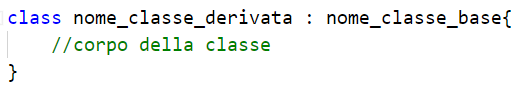 class nome_classe_derivata : nome_classe_base{
//corpo della classe
}